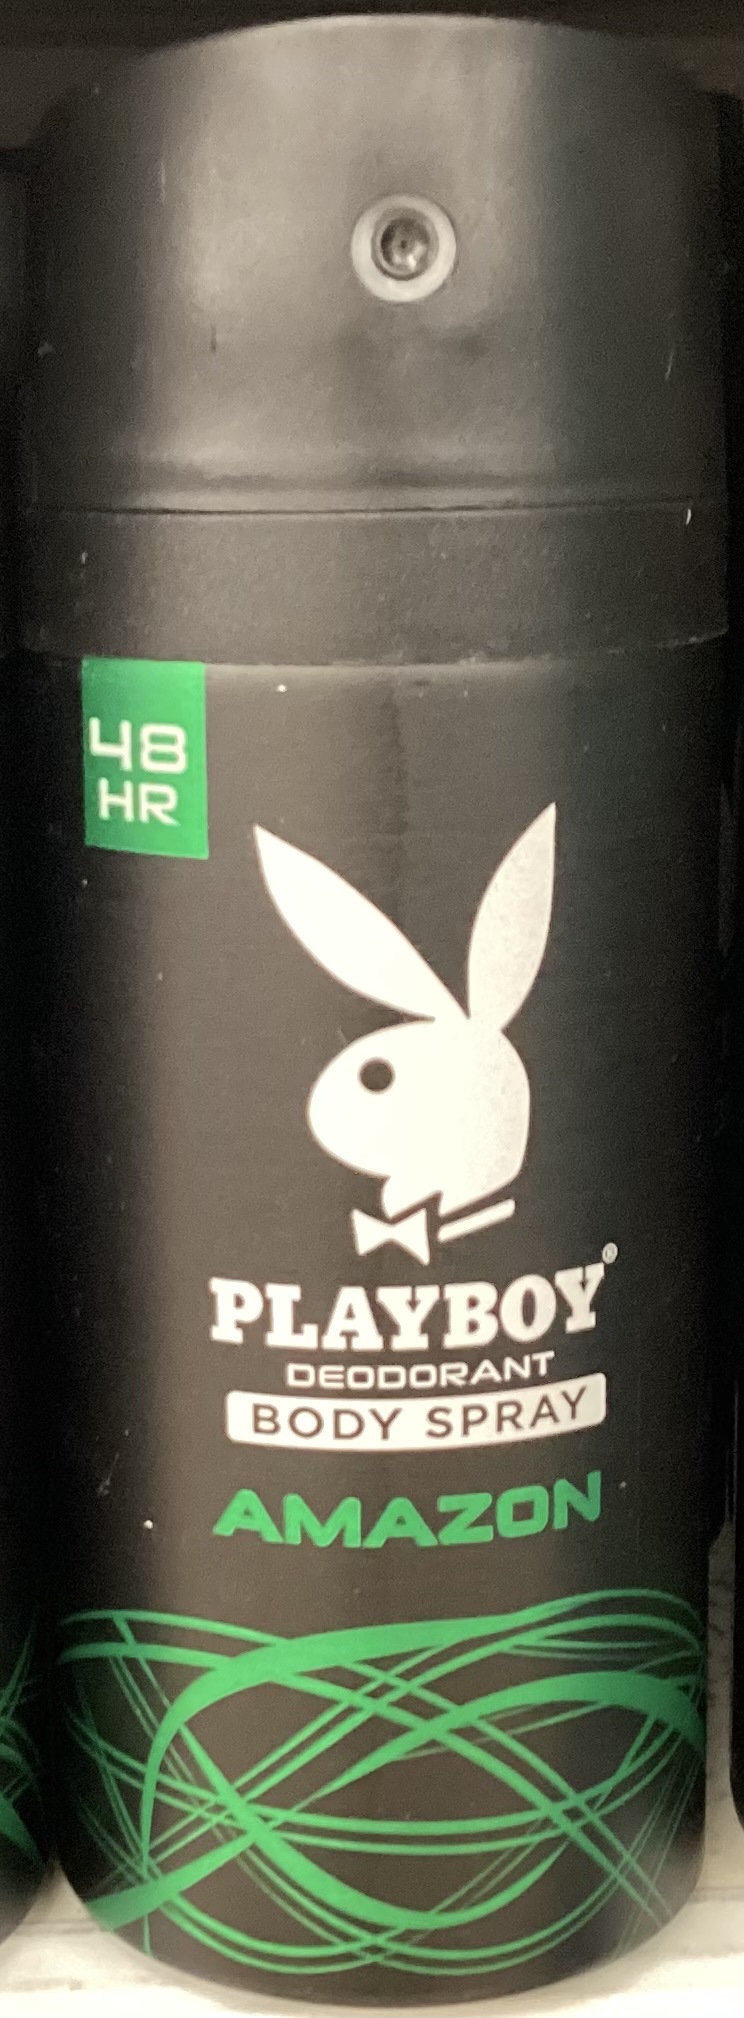 48
HR
PLAYBOY®
DEODORANT
BODY SPRAY
AMAZON